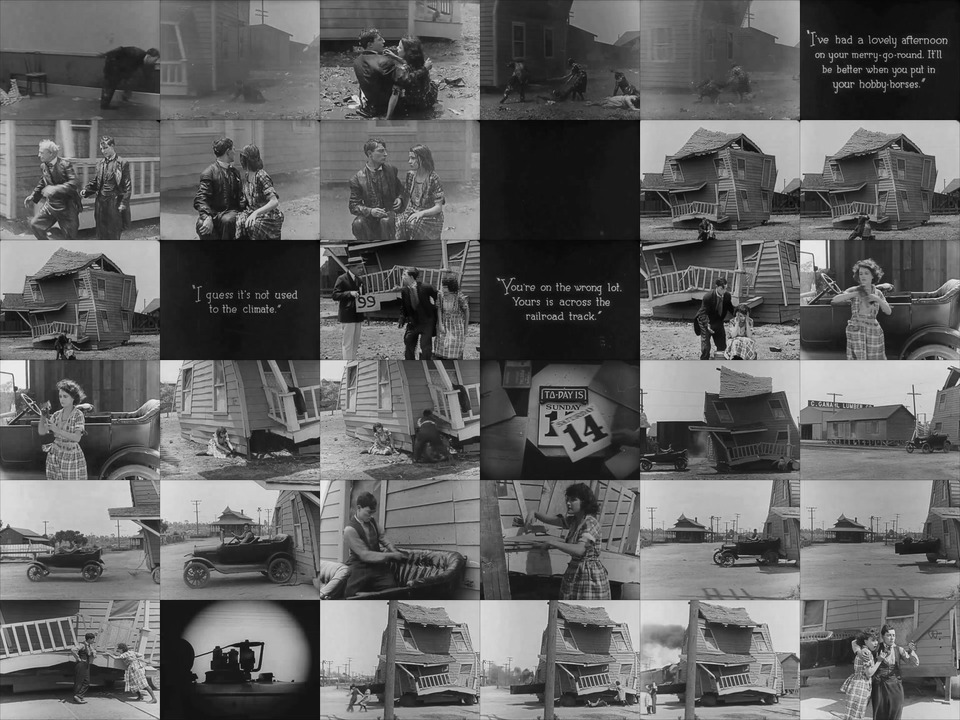 "I've had a lovely afternoon
on your merry-go-round. It'll
be better when you put in
your hobby-horses."
"I guess it's not used
to the climate."
99
"You're on the wrong lot.
Yours is across the
railroad track."
TO-DAY IS
SUNDAY
14
LUMBER